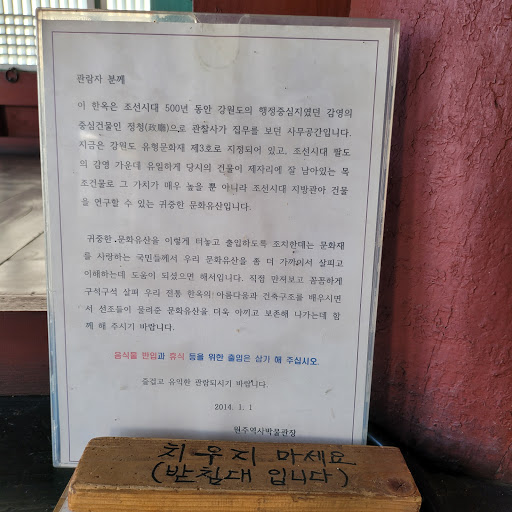 관람자 분께
이 한옥은 조선시대 500년 동안 강원도의 행정중심지였던 감영의
중심건물인 정청(政廳)으로 관찰사가 집무를 보던 사무공간입니다.
지금은 강원도 유형문화재 제3호로 지정되어 있고, 조선시대 팔도
의 감영 가운데 유일하게 당시의 건물이 제자리에 잘 남아있는 목
조건물로 그 가치가 매우 높을 뿐 아니라 조선시대 지방관아 건물
을 연구할 수 있는 귀중한 문화유산입니다.
귀중한 문화유산을 이렇게 터놓고 출입하도록 조치한데는 문화재
를 사랑하는 국민들께서 우리 문화유산을 좀 더 가까이서 살피고
이해하는데 도움이 되셨으면 해서입니다. 직접 만져보고 꼼꼼하게
구석구석 살펴 우리 전통 한옥의 아름다움과 건축구조를 배우시면
서 선조들이 물려준 문화유산을 더욱 아끼고 보존해 나가는데 함
께 해 주시기 바랍니다.
음식물 반입과 휴식 등을 위한 출입은 삼가 해 주십시오.
즐겁고 유익한 관람되시기 바랍니다.
2014. 1. 1
원주역사박물관장
치우지 마세요
(받침대 입니다)